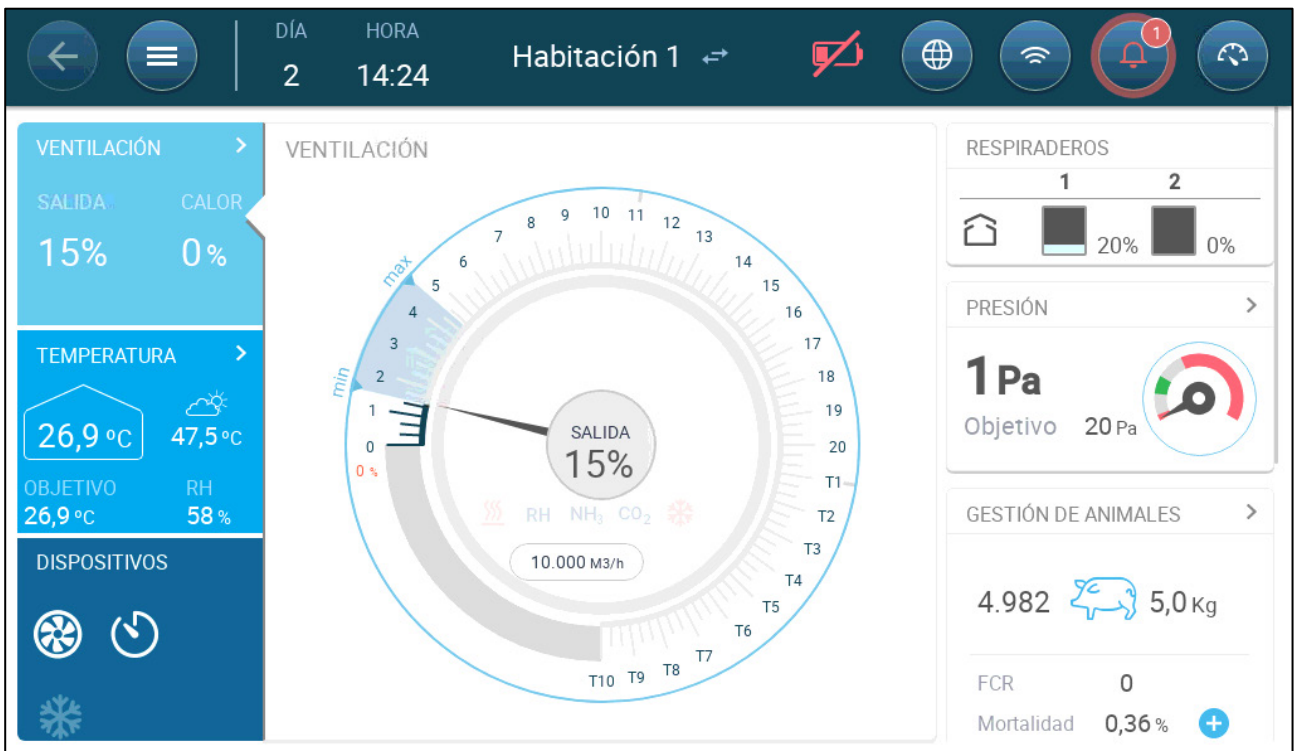 DÍA HORA
2 14:24
Habitación 1
1
VENTILACIÓN
SALIDA CALOR
15% 0 %
TEMPERATURA
26,9 ºC 47,5 ºC
OBJETIVO RH
26,9 ºC 58 %
DISPOSITIVOS
VENTILACIÓN
min
max
0 %
0
1
2
3
4
5
6
7
8
9
10
11
12
13
14
15
16
17
18
19
20
T1
T2
T3
T4
T5
T6
T7
T8
T9
T10
SALIDA
15%
RH NH3 CO2
10.000 M3/h
RESPIRADEROS
1 2
20% 0%
PRESIÓN
1 Pa
Objetivo 20 Pa
GESTIÓN DE ANIMALES
4.982 5,0 Kg
FCR 0
Mortalidad 0,36 %